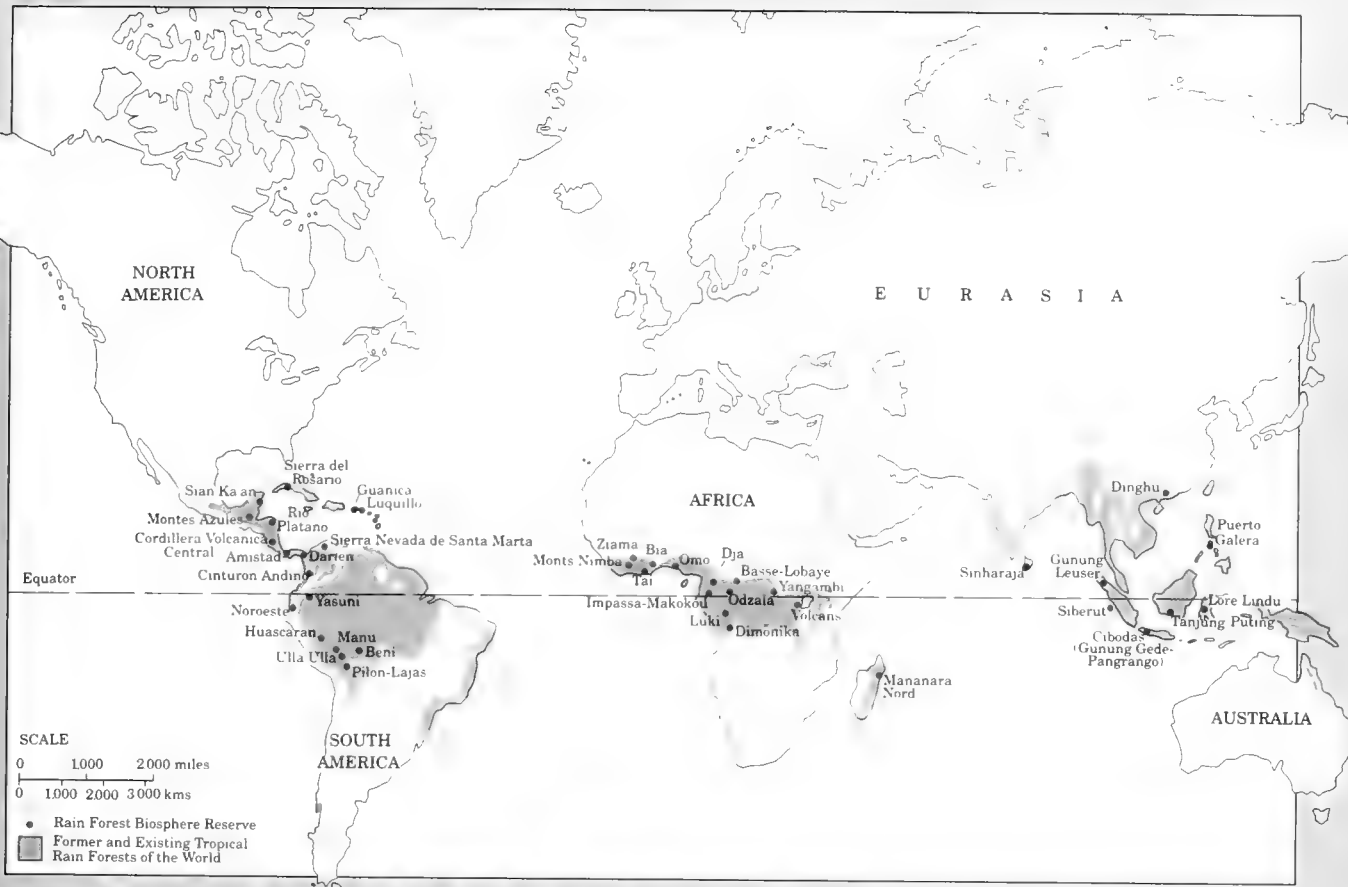 NORTH
AMERICA
E U R A S I A
Sierra del
Rosario
Sian Ka an
Guanica
Luquillo
Montes Azules
Rio
Platano
Cordillera Volcanica
Central
Sierra Nevada de Santa Marta
Amistad
Darien
Cinturon Andino
Equator
Yasuni
Noroeste
Huascaran
Manu
Beni
Ulla Ulla
Pilon-Lajas
SOUTH
AMERICA
AFRICA
Ziama
Bia
Omo
Dja
Monts Nimba
Tai
Basse-Lobaye
Yangambi
Impassa-Makokou
Odzala
Volcans
Luki
Dimonika
Mananara
Nord
Dinghu
Puerto
Galera
Sinharaja
Gunung
Leuser
Siberut
Lore Lindu
Tanjung Puting
Cibodas
(Gunung Gede-
Pangrango)
AUSTRALIA
SCALE
0 1,000 2 000 miles
0 1,000 2,000 3 000 kms
Rain Forest Biosphere Reserve
Former and Existing Tropical
Rain Forests of the World